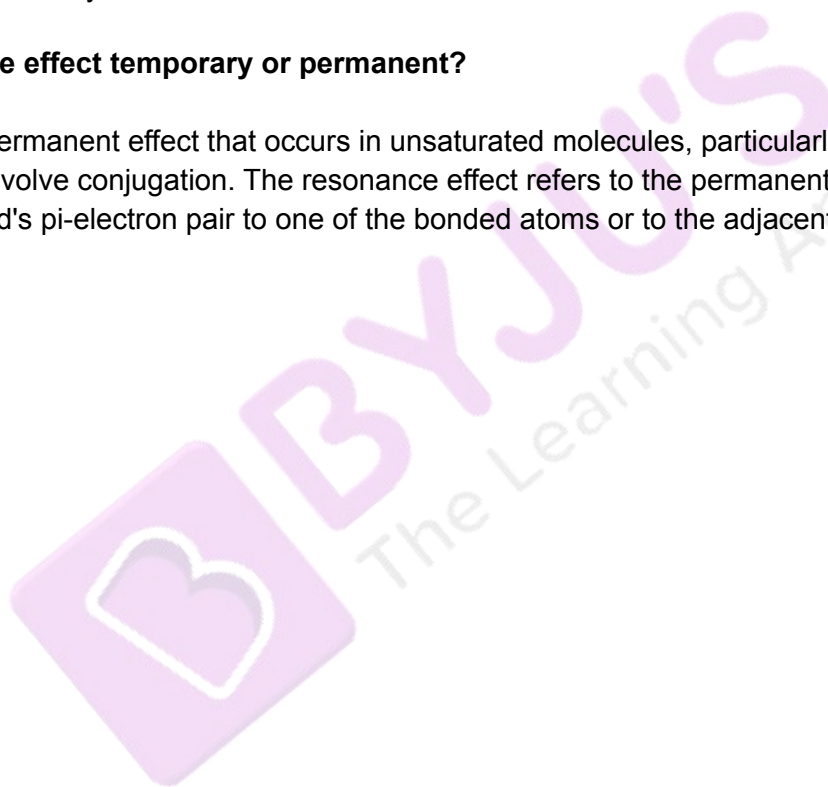 e effect temporary or permanent?
ermanent effect that occurs in unsaturated molecules, particularl
volve conjugation. The resonance effect refers to the permanent
d's pi-electron pair to one of the bonded atoms or to the adjacent
BYJU'S
The Learning A